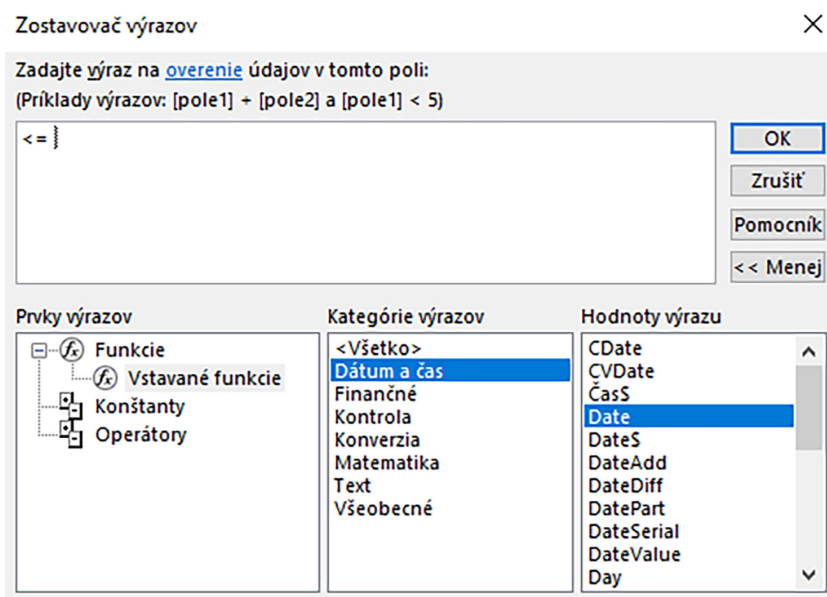 Zostavovač výrazov
Zadajte výraz na overenie údajov v tomto poli:
(Príklady výrazov: [pole1] + [pole2] a [pole1] < 5)
<=
OK
Zrušiť
Pomocník
<< Menej
Prvky výrazov
Funkcie
Vstavané funkcie
Konštanty
Operátory
Kategórie výrazov
<Všetko>
Dátum a čas
Finančné
Kontrola
Konverzia
Matematika
Text
Všeobecné
Hodnoty výrazu
CDate
CVDate
Čas$
Date
Date$
DateAdd
DateDiff
DatePart
DateSerial
DateValue
Day